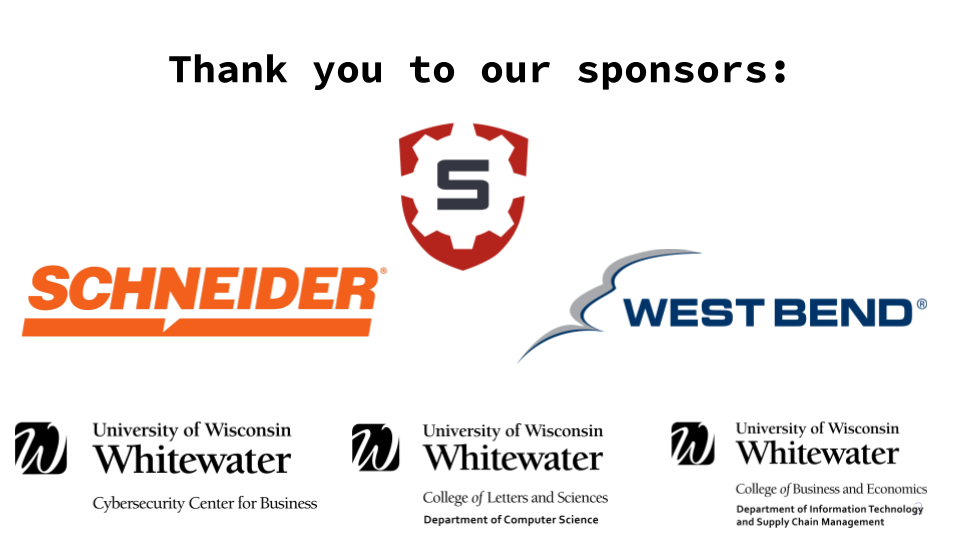 Thank you to our sponsors:
S
SCHNEIDER®
WEST BEND®
University of Wisconsin
Whitewater
Cybersecurity Center for Business
University of Wisconsin
Whitewater
College of Letters and Sciences
Department of Computer Science
University of Wisconsin
Whitewater
College of Business and Economics
Department of Information Technology
and Supply Chain Management